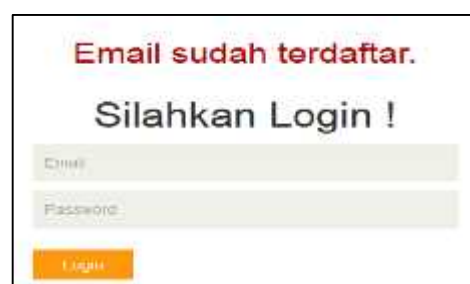 Email sudah terdaftar.
Silahkan Login !
Email
Password
Login